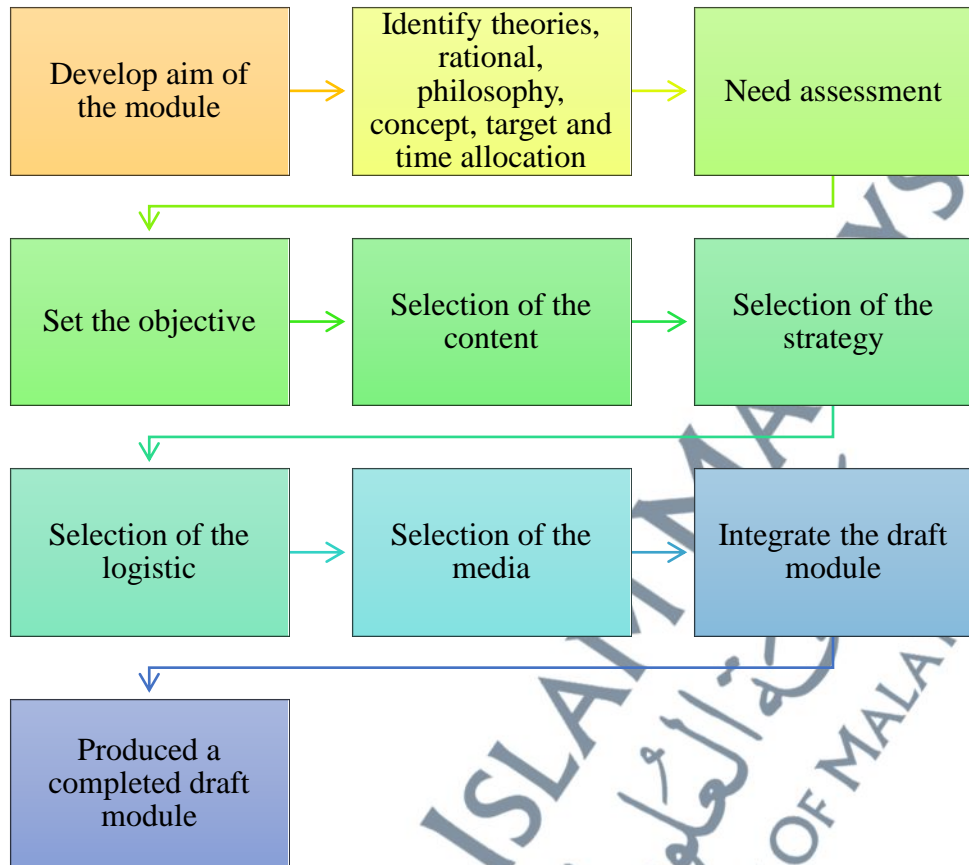 Develop aim of
the module
Identify theories,
rational,
philosophy,
concept, target and
time allocation
Need assessment
Set the objective
Selection of the
content
Selection of the
strategy
Selection of the
logistic
Selection of the
media
Integrate the draft
module
Produced a
completed draft
module
ISLAM
OF